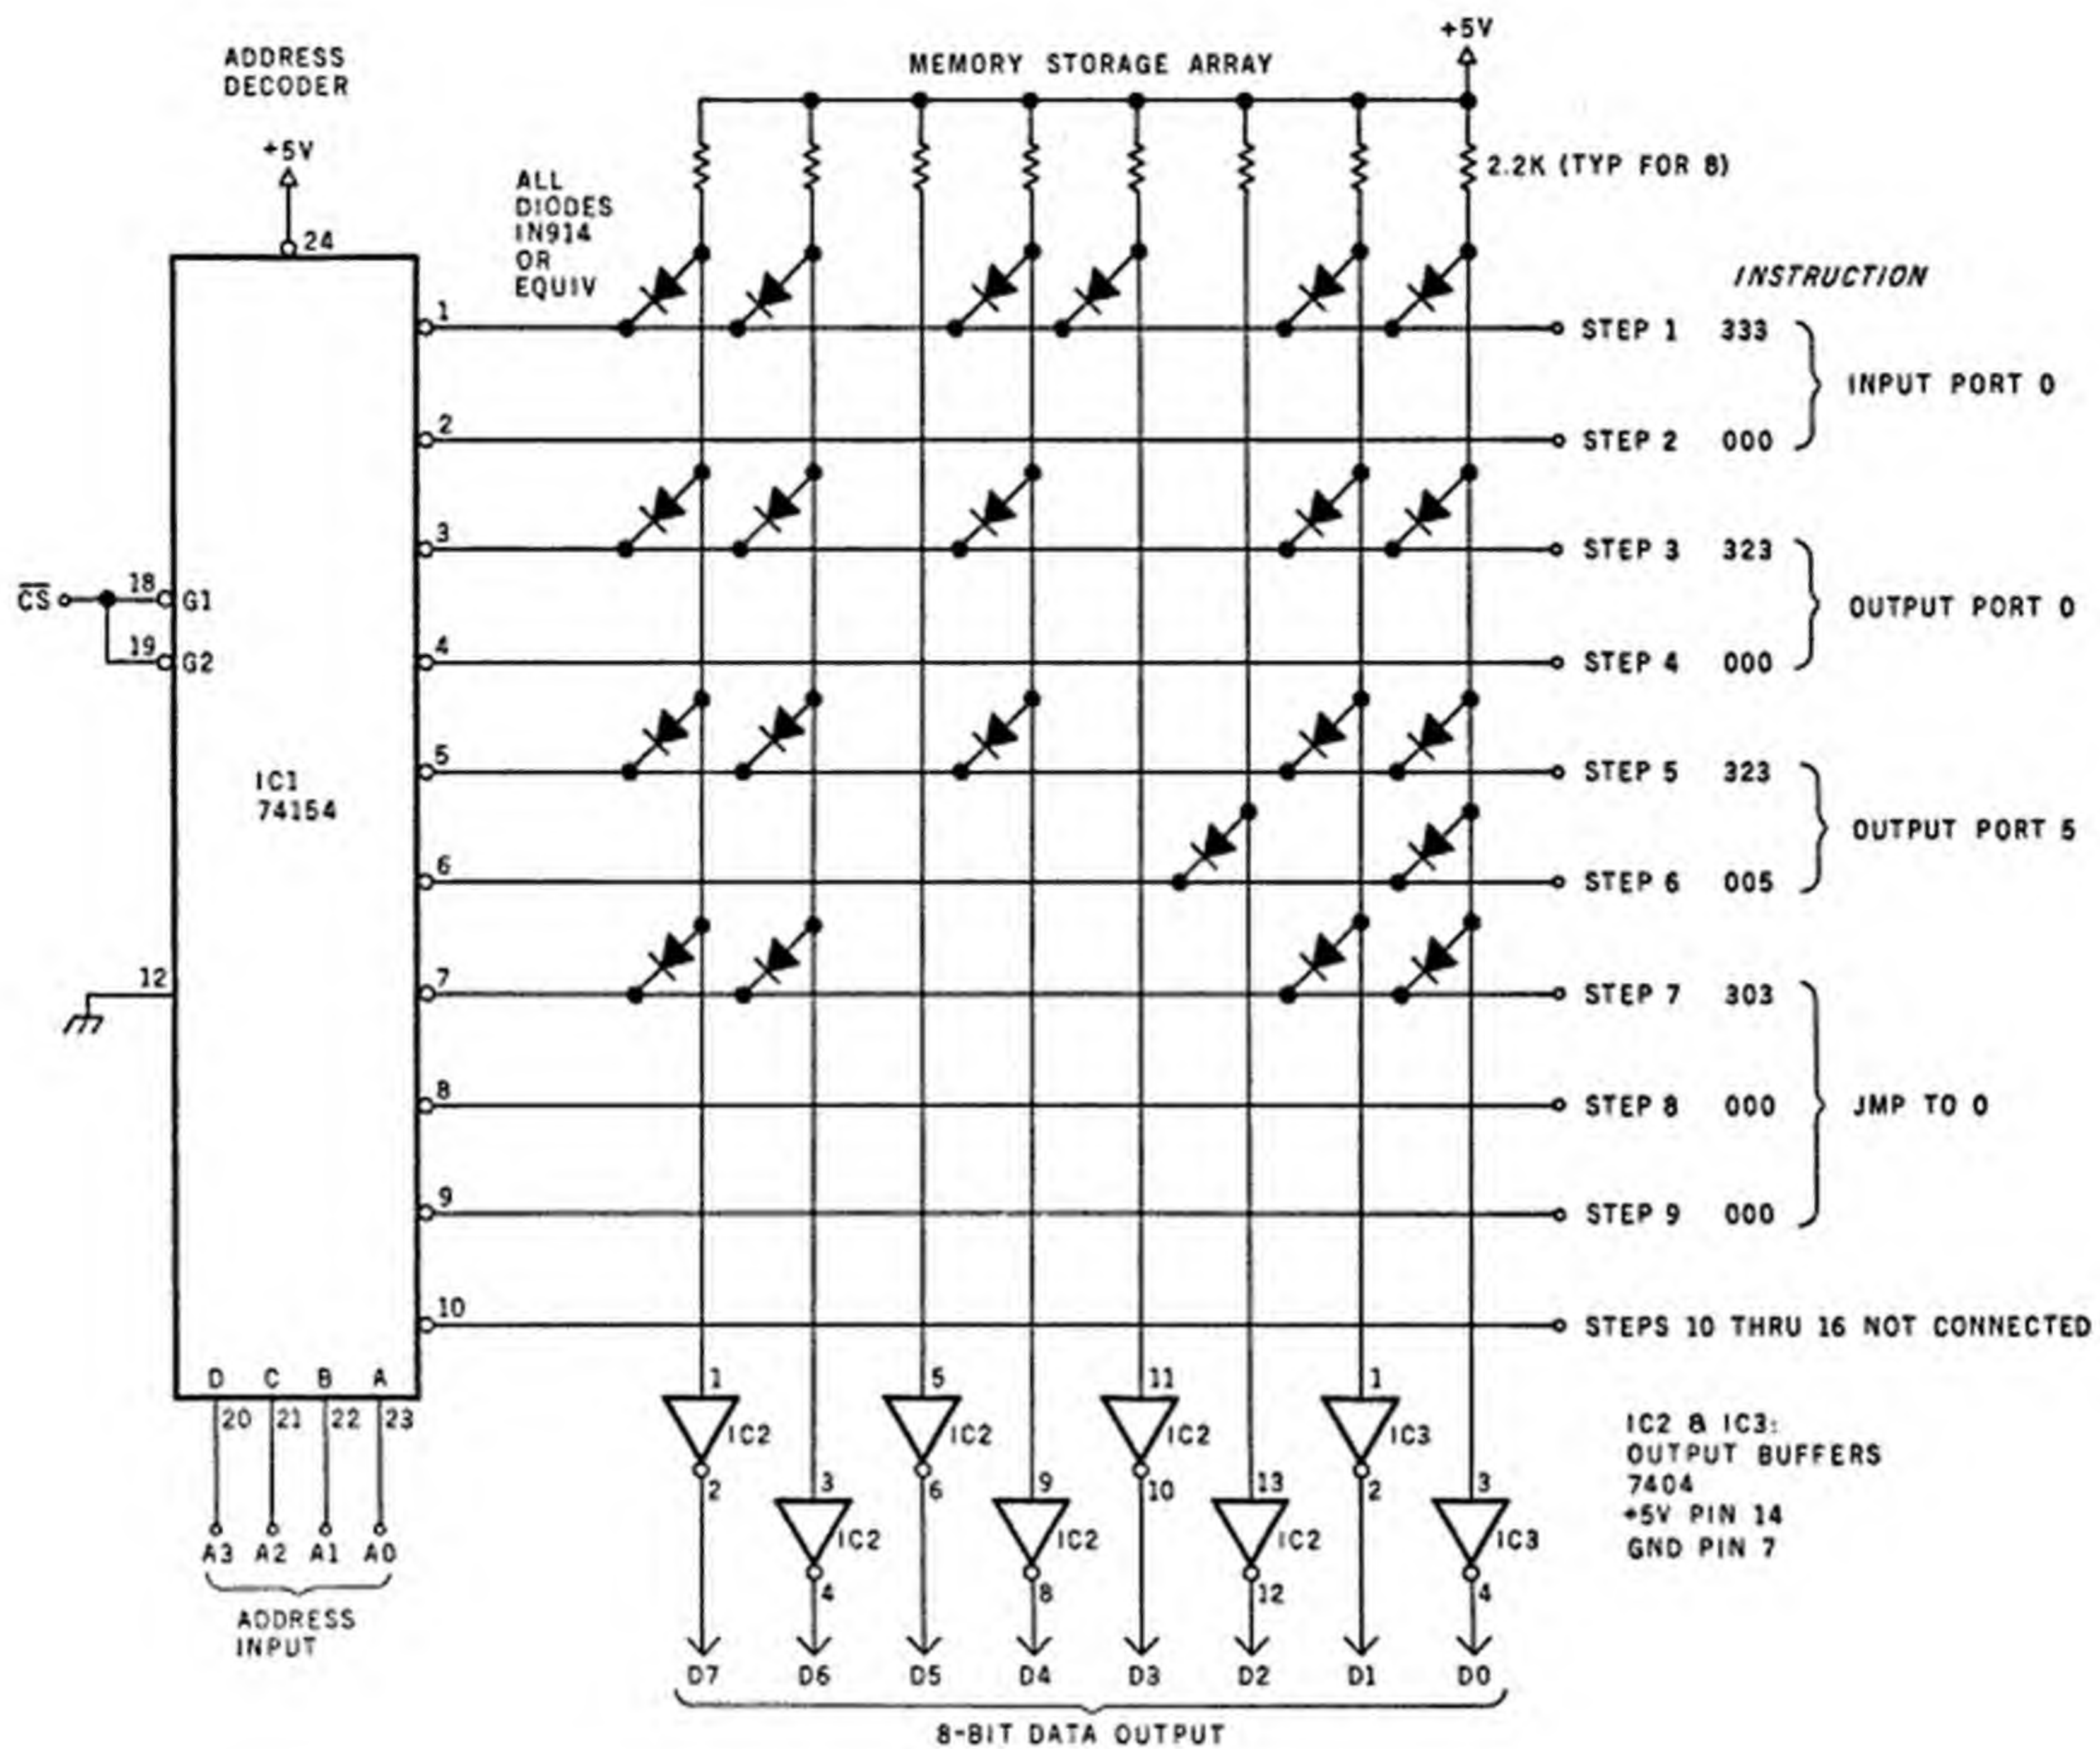 +5V
MEMORY STORAGE ARRAY
ADDRESS
DECODER
+5V
24
ALL
DIODES
IN914
OR
EQUIV
2.2K (TYP FOR 8)
INSTRUCTION
1
STEP 1 333
INPUT PORT 0
2
STEP 2 000
3
STEP 3 323
OUTPUT PORT 0
CS
18
G1
19
G2
4
STEP 4 000
IC1
74154
5
STEP 5 323
OUTPUT PORT 5
6
STEP 6 005
12
7
STEP 7 303
8
STEP 8 000
JMP TO 0
9
STEP 9 000
10
STEPS 10 THRU 16 NOT CONNECTED
D C B A
20 21 22 23
A3 A2 A1 A0
ADDRESS
INPUT
1 5 11 1
IC2 IC2 IC2 IC3
2 6 10 2
3 9 13 3
IC2 IC2 IC2 IC3
4 8 12 4
IC2 & IC3:
OUTPUT BUFFERS
7404
+5V PIN 14
GND PIN 7
D7 D6 D5 D4 D3 D2 D1 D0
8-BIT DATA OUTPUT